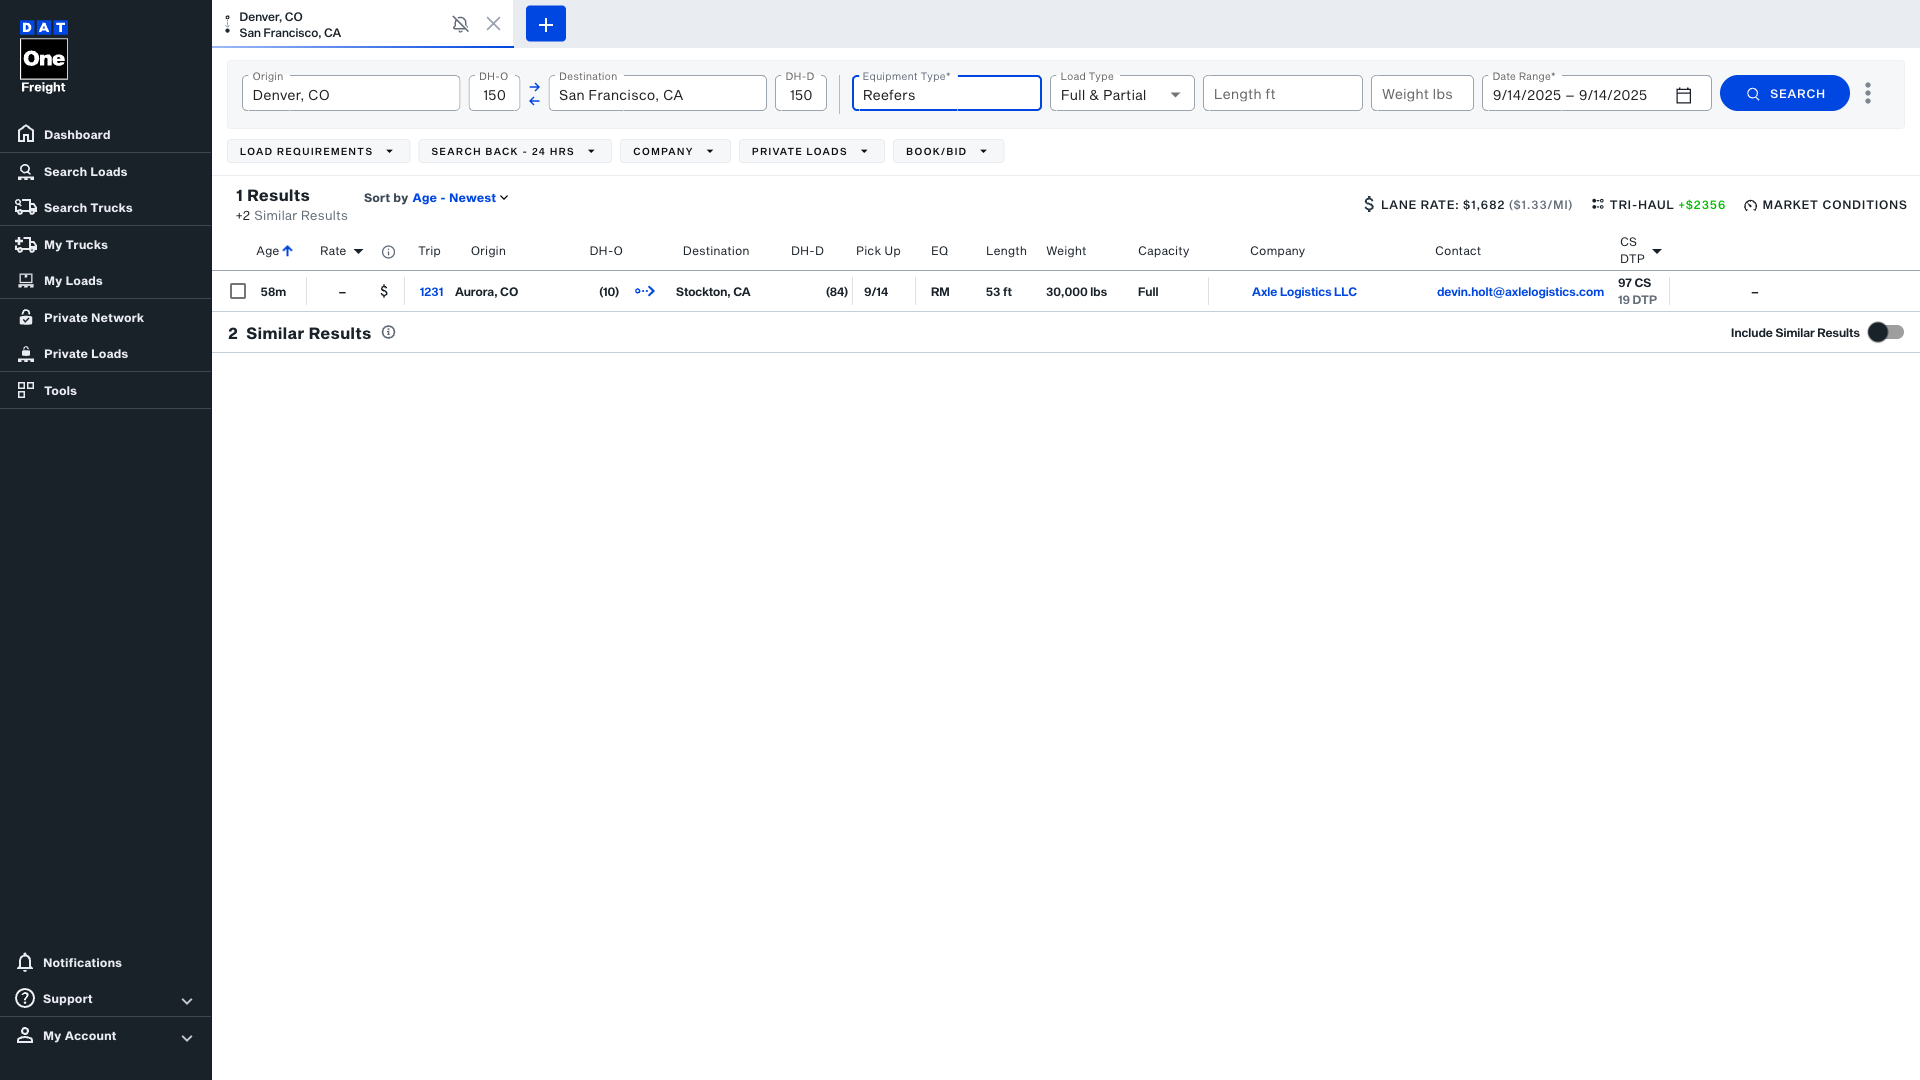 DAT
One
Freight
Dashboard
Search Loads
Search Trucks
My Trucks
My Loads
Private Network
Private Loads
Tools
Notifications
Support
My Account
Denver, CO
San Francisco, CA
Origin
Denver, CO
DH-O
150
Destination
San Francisco, CA
DH-D
150
Equipment Type*
Reefers
Load Type
Full & Partial
Length ft
Weight lbs
Date Range*
9/14/2025 – 9/14/2025
SEARCH
LOAD REQUIREMENTS
SEARCH BACK - 24 HRS
COMPANY
PRIVATE LOADS
BOOK/BID
1 Results
+2 Similar Results
Sort by Age - Newest
$ LANE RATE: $1,682 ($1.33/MI)
TRI-HAUL +$2356
MARKET CONDITIONS
Age Rate Trip Origin DH-O Destination DH-D Pick Up EQ Length Weight Capacity Company Contact CS DTP
58m – $ 1231 Aurora, CO (10) Stockton, CA (84) 9/14 RM 53 ft 30,000 lbs Full Axle Logistics LLC devin.holt@axlelogistics.com 97 CS –
19 DTP
2 Similar Results
Include Similar Results